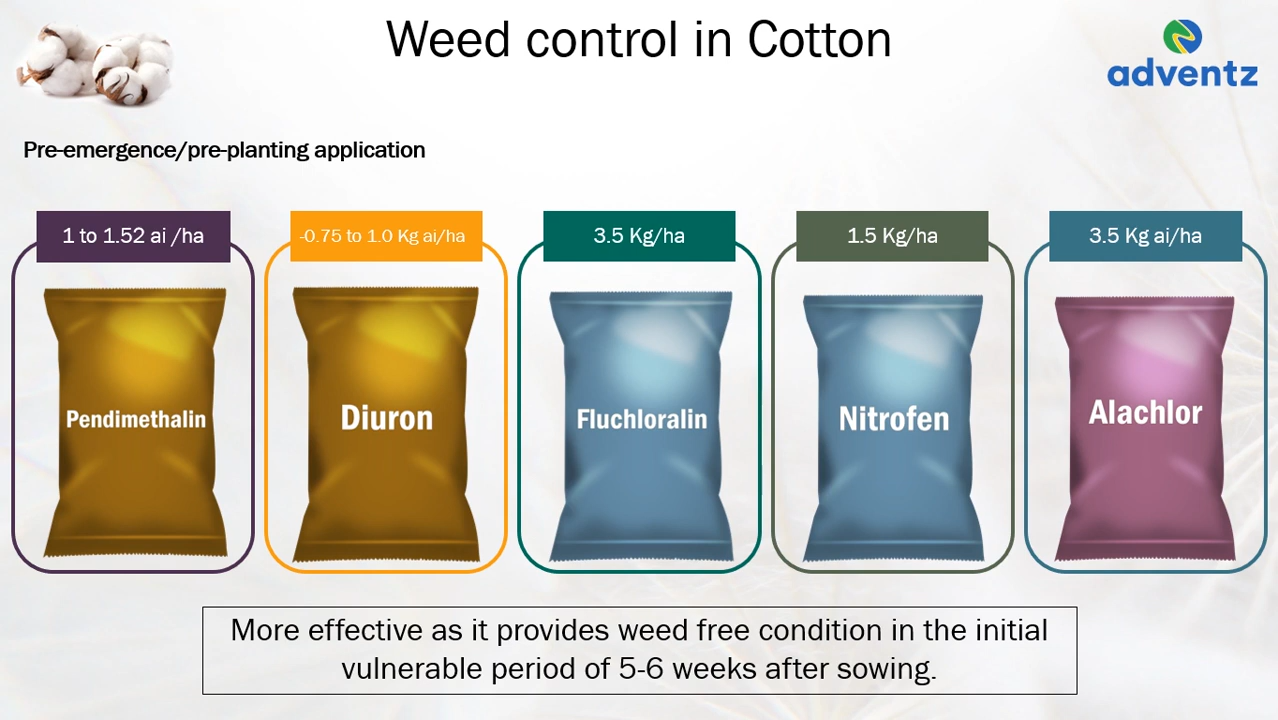 Weed control in Cotton
adventz
Pre-emergence/pre-planting application
1 to 1.52 ai /ha
-0.75 to 1.0 Kg ai/ha
3.5 Kg/ha
1.5 Kg/ha
3.5 Kg ai/ha
Pendimethalin
Diuron
Fluchloralin
Nitrofen
Alachlor
More effective as it provides weed free condition in the initial
vulnerable period of 5-6 weeks after sowing.